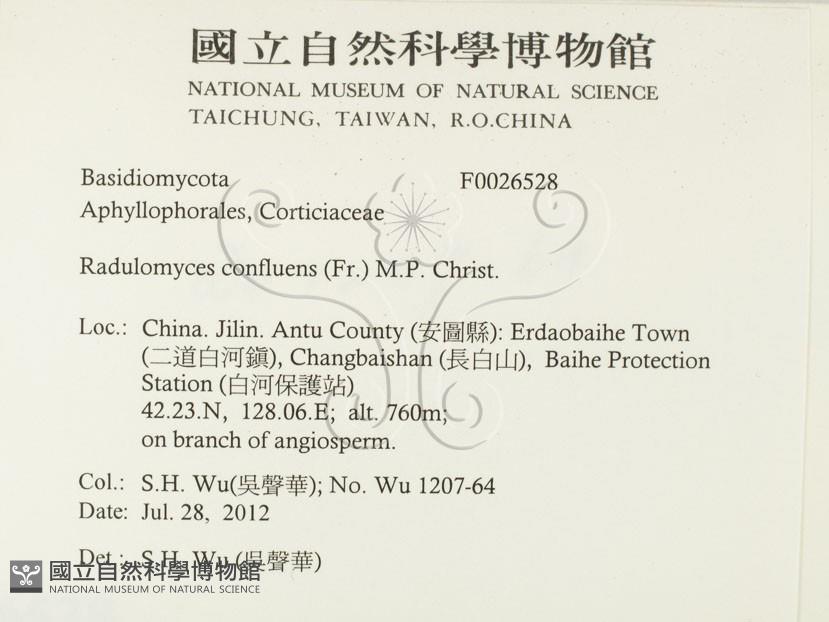 國立自然科學博物館
NATIONAL MUSEUM OF NATURAL SCIENCE
TAICHUNG, TAIWAN, R.O.CHINA
Basidiomycota F0026528
Aphyllophorales, Corticiaceae
Radulomyces confluens (Fr.) M.P. Christ.
Loc.: China. Jilin. Antu County (安圖縣): Erdaobaihe Town
(二道白河鎮), Changbaishan (長白山), Baihe Protection
Station (白河保護站)
42.23.N, 128.06.E; alt. 760m;
on branch of angiosperm.
Col.: S.H. Wu(吳聲華); No. Wu 1207-64
Date: Jul. 28, 2012
Det.: S.H. Wu (吳聲華)
國立自然科學博物館
NATIONAL MUSEUM OF NATURAL SCIENCE